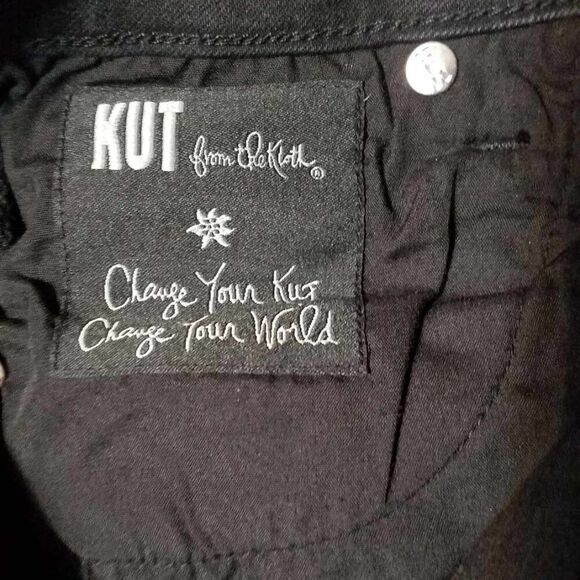 KUT from the Kloth®
Change Your Kut
Change Your World